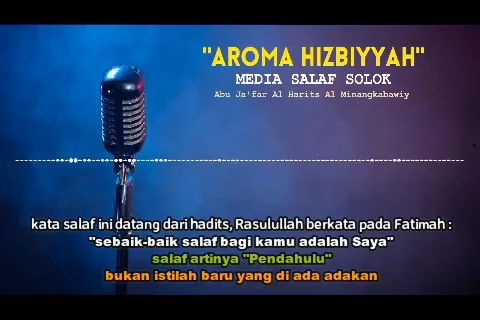 "AROMA HIZBIYYAH"
MEDIA SALAF SOLOK
Abu Ja'far Al Harits Al Minangkabawiy
kata salaf ini datang dari hadits, Rasulullah berkata pada Fatimah :
"sebaik-baik salaf bagi kamu adalah Saya"
salaf artinya "Pendahulu"
bukan istilah baru yang di ada adakan